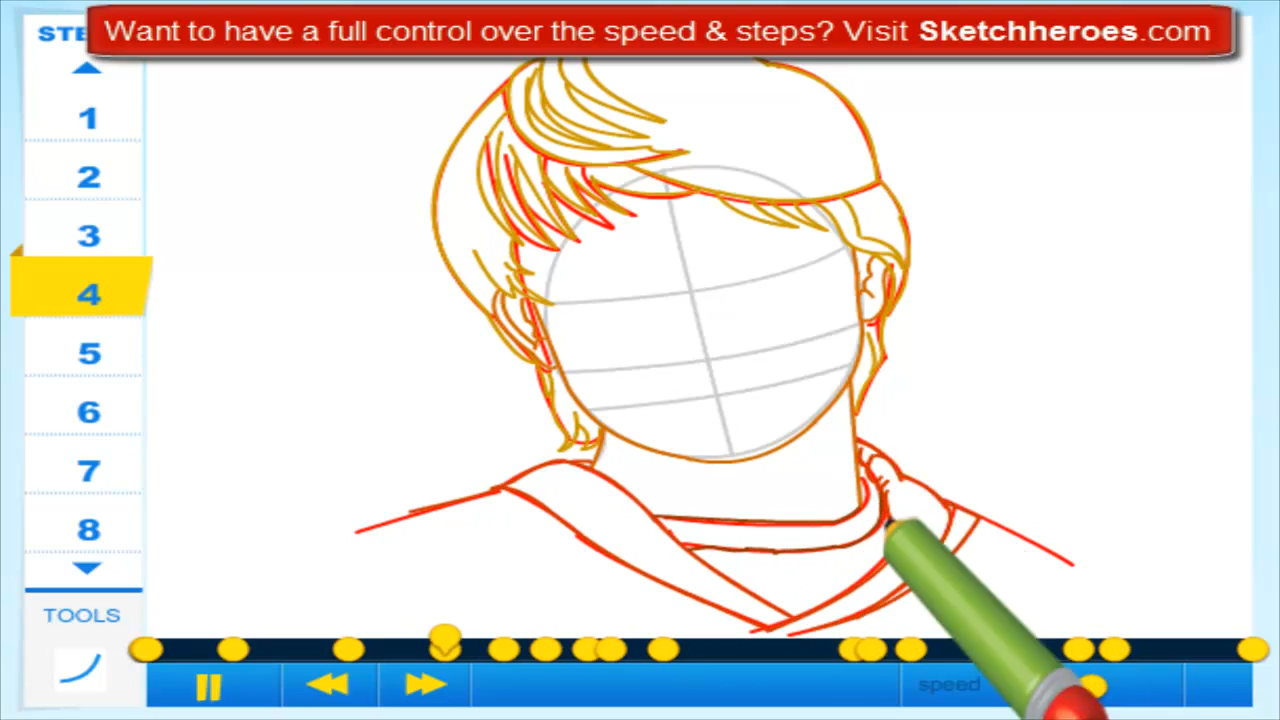 Want to have a full control over the speed & steps? Visit Sketchheroes.com
STE
1
2
3
4
5
6
7
8
TOOLS
speed